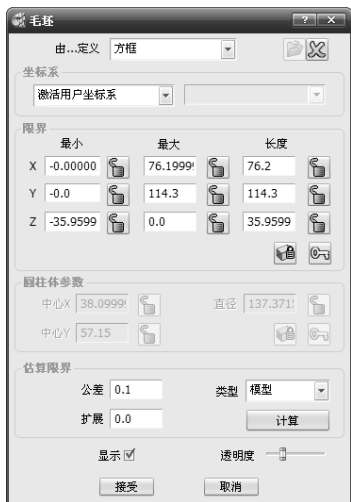 毛坯
由...定义 方框
坐标系
激活用户坐标系
限界
最小 最大 长度
X -0.00000 76.1999 76.2
Y -0.0 114.3 114.3
Z -35.9599 0.0 35.9599
圆柱体参数
中心X 38.0999 直径 137.371
中心Y 57.15
估算限界
公差 0.1 类型 模型
扩展 0.0 计算
显示 透明度
接受 取消